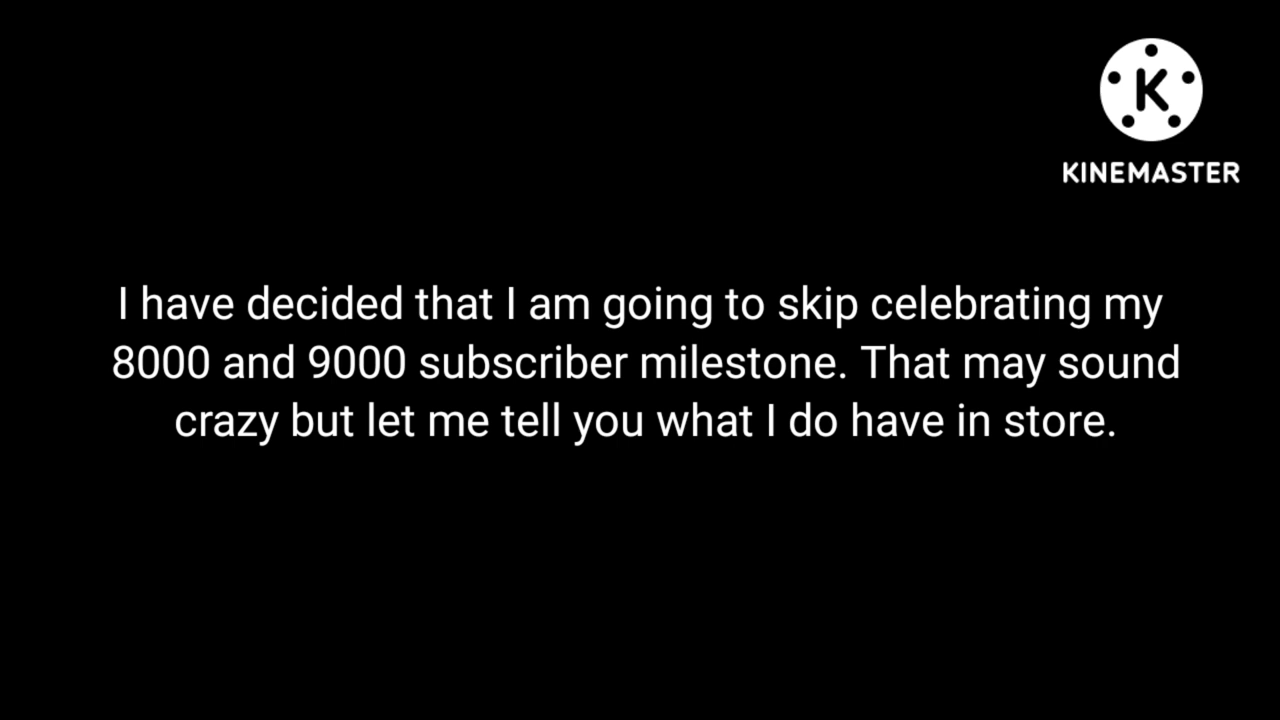 K
KINEMASTER
I have decided that I am going to skip celebrating my
8000 and 9000 subscriber milestone. That may sound
crazy but let me tell you what I do have in store.